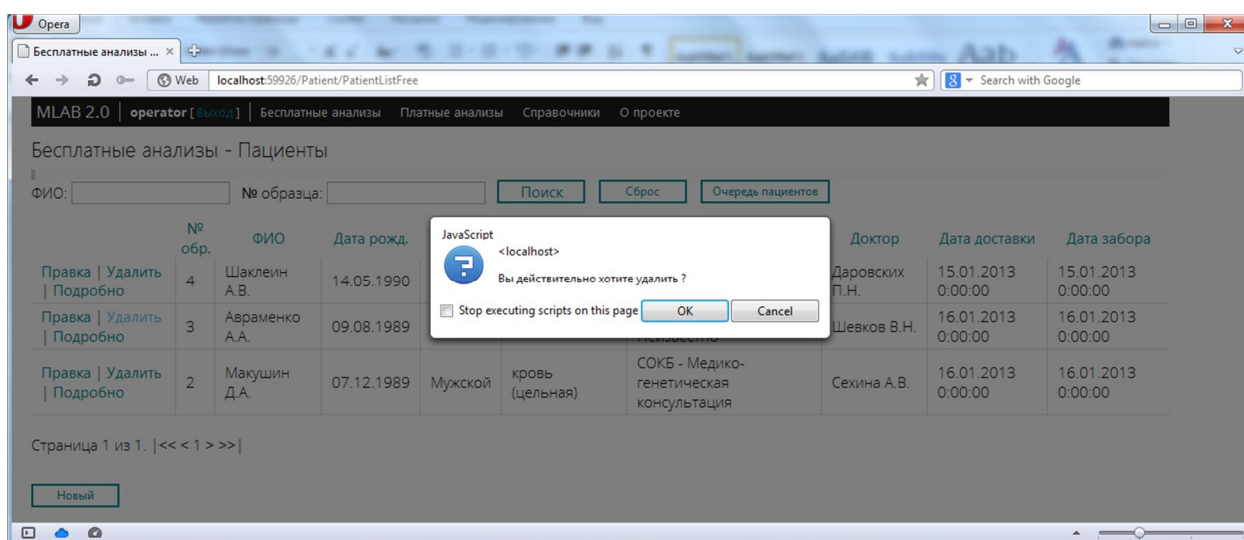 Opera
Бесплатные анализы ...
Web localhost:59926/Patient/PatientListFree Search with Google
MLAB 2.0 | operator [ Выход ] | Бесплатные анализы Платные анализы Справочники О проекте
Бесплатные анализы - Пациенты
ФИО: № образца: Поиск Сброс Очередь пациентов
№ обр. ФИО Дата рожд. Доктор Дата доставки Дата забора
JavaScript
<localhost>
Вы действительно хотите удалить ?
Stop executing scripts on this page OK Cancel
Правка | Удалить Шаклеин Даровских 15.01.2013 15.01.2013
| Подробно 4 А.В. 14.05.1990 П.Н. 0:00:00 0:00:00
Правка | Удалить Авраменко 16.01.2013 16.01.2013
| Подробно 3 А.А. 09.08.1989 Шевков В.Н. 0:00:00 0:00:00
СОКБ - Медико-
Правка | Удалить Макушин кровь генетическая 16.01.2013 16.01.2013
| Подробно 2 Д.А. 07.12.1989 Мужской (цельная) консультация Сехина А.В. 0:00:00 0:00:00
Страница 1 из 1. |<< < 1 > >>|
Новый